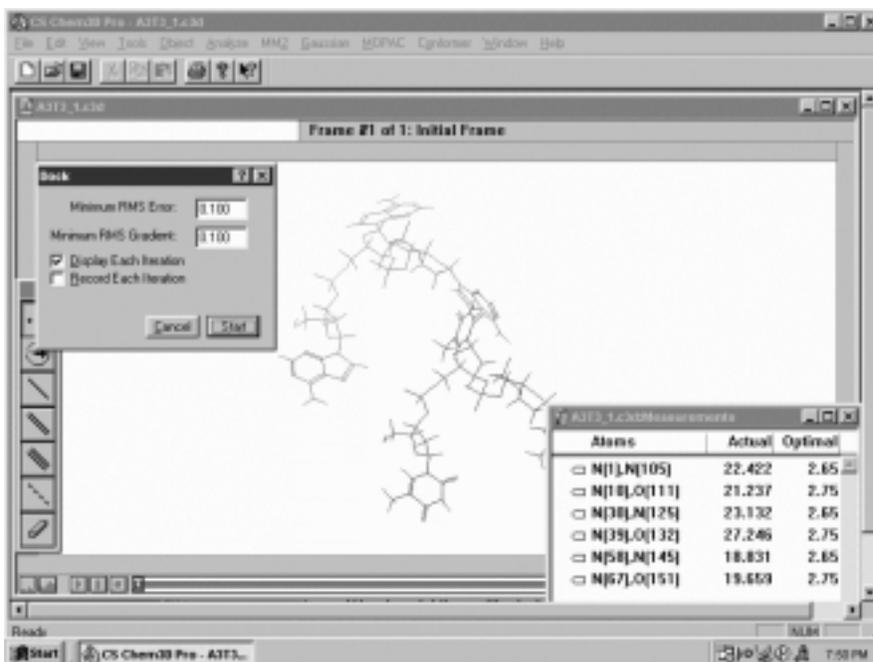 CS Chem3D Pro - A3T3_1.c3d
File Edit View Tools Object Analyze MM2 Gaussian MOPAC Conformer Window Help
A3T3_1.c3d
Frame #1 of 1: Initial Frame
Dock
Minimum RMS Error: 0.100
Minimum RMS Gradient: 0.100
Display Each Iteration
Record Each Iteration
Cancel Start
A3T3_1.c3d:Measurements
Atoms Actual Optimal
N(1),N(105) 22.422 2.65
N(10),O(111) 21.237 2.75
N(30),N(125) 23.132 2.65
N(39),O(132) 27.246 2.75
N(58),N(145) 18.831 2.65
N(67),O(151) 19.659 2.75
Ready NUM
Start CS Chem3D Pro - A3T3... 7:50 PM